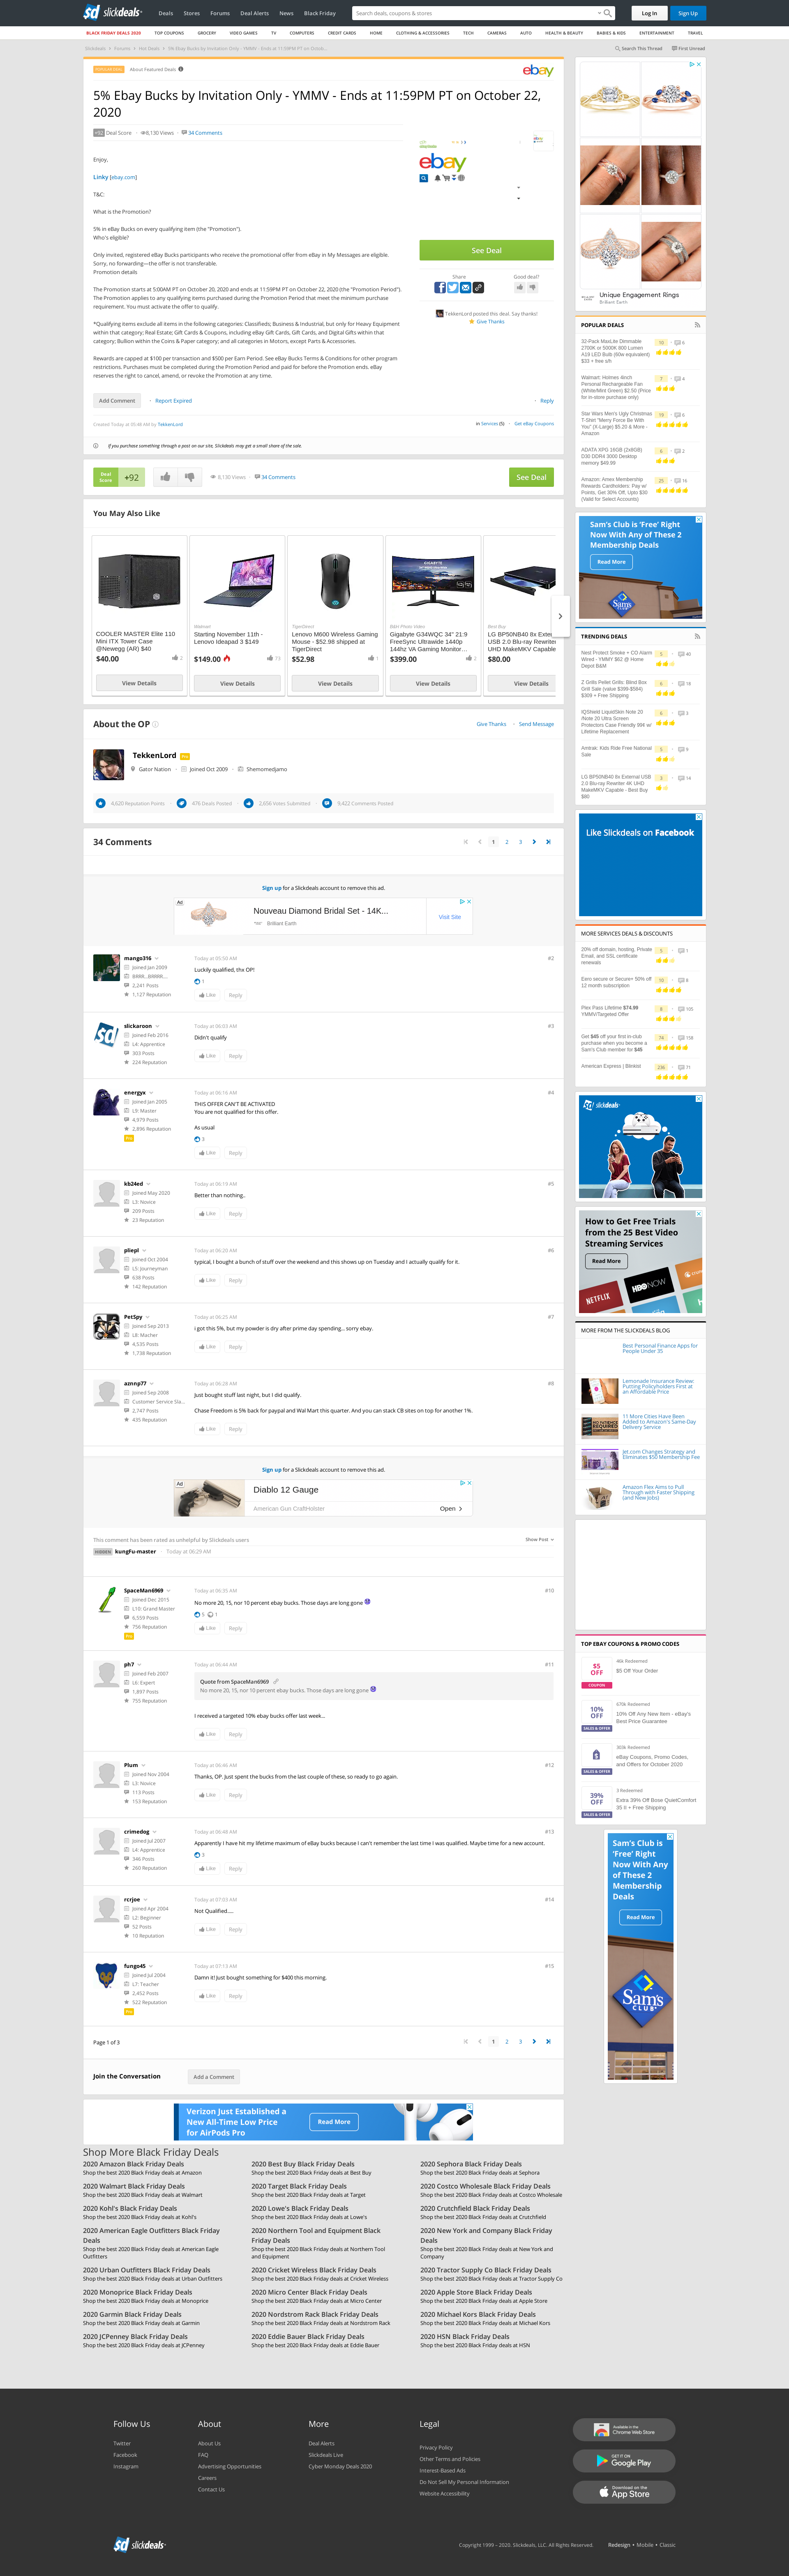 slickdeals
Deals Stores Forums Deal Alerts News Black Friday
Search deals, coupons & stores
Log In
Sign Up
BLACK FRIDAY DEALS 2020 TOP COUPONS GROCERY VIDEO GAMES TV COMPUTERS CREDIT CARDS HOME CLOTHING & ACCESSORIES TECH CAMERAS AUTO HEALTH & BEAUTY BABIES & KIDS ENTERTAINMENT TRAVEL
Slickdeals Forums Hot Deals 5% Ebay Bucks by Invitation Only - YMMV - Ends at 11:59PM PT on Octob...
Search This Thread First Unread
About Featured Deals
ebay
5% Ebay Bucks by Invitation Only - YMMV - Ends at 11:59PM PT on October 22,
2020
+92 Deal Score 8,130 Views 34 Comments
Enjoy,
Linky [ebay.com]
T&C:
What is the Promotion?
5% in eBay Bucks on every qualifying item (the "Promotion").
Who's eligible?
Only invited, registered eBay Bucks participants who receive the promotional offer from eBay in My Messages are eligible.
Sorry, no forwarding—the offer is not transferable.
Promotion details
The Promotion starts at 5:00AM PT on October 20, 2020 and ends at 11:59 PM PT on October 22, 2020 (the "Promotion Period").
The Promotion applies to any qualifying items purchased during the Promotion Period that meet the minimum purchase
requirement. You must activate the offer to qualify.
*Qualifying items exclude all items in the following categories: Classifieds; Business & Industrial, but only for Heavy Equipment
within that category; Real Estate; Gift Cards & Coupons, including eBay Gift Cards, Gift Cards, and Digital Gifts within that
category; Bullion within the Coins & Paper category; and all categories in Motors, except Parts & Accessories.
Rewards are capped at $100 per transaction and $500 per Earn Period. See eBay Bucks Terms & Conditions for other program
restrictions. Purchases must be completed during the Promotion Period and paid for before the Promotion ends. eBay
reserves the right to cancel, amend, or revoke the Promotion at any time.
ebay
See Deal
Share Good deal?
TekkenLord posted this deal. Say thanks!
Give Thanks
Add Comment Report Expired Reply
Created Today at 05:48 AM by TekkenLord
in Services (5) Get eBay Coupons
If you purchase something through a post on our site, Slickdeals may get a small share of the sale.
Deal Score +92
8,130 Views 34 Comments
See Deal
You May Also Like
COOLER MASTER Elite 110
Mini ITX Tower Case
@Newegg (AR) $40
$40.00 2
View Details
Walmart
Starting November 11th -
Lenovo Ideapad 3 $149
$149.00 75
View Details
TigerDirect
Lenovo M600 Wireless Gaming
Mouse - $52.98 shipped at
TigerDirect
$52.98 1
View Details
B&H Photo Video
Gigabyte G34WQC 34" 21:9
FreeSync Ultrawide 1440p
144hz VA Gaming Monitor...
$399.00 2
View Details
Best Buy
LG BP50NB40 8x Exter
2.0 Blu-ray Rewriter
UHD MakeMKV Capable
$80.00
View Details
About the OP
Give Thanks Send Message
TekkenLord Pro
Gator Nation Joined Oct 2009 Shemomedjamo
4,620 Reputation Points 476 Deals Posted 2,656 Votes Submitted 9,422 Comments Posted
34 Comments
1 2 3
Sign up for a Slickdeals account to remove this ad.
Ad
Nouveau Diamond Bridal Set - 14K...
Brilliant Earth
Visit Site
mango316 Today at 05:50 AM #2
Joined Jan 2009
BRRR...BRRRR...
2,241 Posts
1,127 Reputation
Luckily qualified, thx OP!
1
Like Reply
slickaroon Today at 06:03 AM #3
Joined Feb 2016
L4: Apprentice
303 Posts
224 Reputation
Didn't qualify
Like Reply
energyx Today at 06:16 AM #4
Joined Jan 2005
L9: Master
4,979 Posts
2,896 Reputation
Pro
THIS OFFER CAN'T BE ACTIVATED
You are not qualified for this offer.
As usual
3
Like Reply
kb24ed Today at 06:19 AM #5
Joined May 2020
L3: Novice
209 Posts
23 Reputation
Better than nothing..
Like Reply
pliepl Today at 06:20 AM #6
Joined Oct 2004
L5: Journeyman
638 Posts
142 Reputation
typical, I bought a bunch of stuff over the weekend and this shows up on Tuesday and I actually qualify for it.
Like Reply
PetSpy Today at 06:25 AM #7
Joined Sep 2013
L8: Macher
4,535 Posts
1,738 Reputation
i got this 5%, but my powder is dry after prime day spending... sorry ebay.
Like Reply
aznnp77 Today at 06:28 AM #8
Joined Sep 2008
Customer Service Sla...
2,747 Posts
435 Reputation
Just bought stuff last night, but I did qualify.
Chase Freedom is 5% back for paypal and Wal Mart this quarter. And you can stack CB sites on top for another 1%.
Like Reply
Sign up for a Slickdeals account to remove this ad.
Ad
Diablo 12 Gauge
American Gun CraftHolster
Open
This comment has been rated as unhelpful by Slickdeals users
Show Post
HIDDEN kungFu-master Today at 06:29 AM
SpaceMan6969 Today at 06:35 AM #10
Joined Dec 2015
L10: Grand Master
6,559 Posts
756 Reputation
Pro
No more 20, 15, nor 10 percent ebay bucks. Those days are long gone
5 1
Like Reply
ph7 Today at 06:44 AM #11
Joined Feb 2007
L6: Expert
1,897 Posts
755 Reputation
Quote from SpaceMan6969
No more 20, 15, nor 10 percent ebay bucks. Those days are long gone
I received a targeted 10% ebay bucks offer last week...
Like Reply
Plum Today at 06:46 AM #12
Joined Nov 2004
L3: Novice
113 Posts
153 Reputation
Thanks, OP. Just spent the bucks from the last couple of these, so ready to go again.
Like Reply
crimedog Today at 06:48 AM #13
Joined Jul 2007
L4: Apprentice
346 Posts
260 Reputation
Apparently I have hit my lifetime maximum of eBay bucks because I can't remember the last time I was qualified. Maybe time for a new account.
3
Like Reply
rcrjoe Today at 07:03 AM #14
Joined Apr 2004
L2: Beginner
52 Posts
10 Reputation
Not Qualified.....
Like Reply
fungo45 Today at 07:13 AM #15
Joined Jul 2004
L7: Teacher
2,452 Posts
522 Reputation
Pro
Damn it! Just bought something for $400 this morning.
Like Reply
Page 1 of 3
1 2 3
Join the Conversation
Add a Comment
Verizon Just Established a
New All-Time Low Price
for AirPods Pro
Read More
Unique Engagement Rings
Brilliant Earth
POPULAR DEALS
32-Pack MaxLite Dimmable
2700K or 5000K 800 Lumen
A19 LED Bulb (60w equivalent)
$33 + free s/h
10 6
Walmart: Holmes 4inch
Personal Rechargeable Fan
(White/Mint Green) $2.50 (Price
for in-store purchase only)
7 4
Star Wars Men's Ugly Christmas
T-Shirt "Merry Force Be With
You" (X-Large) $5.20 & More -
Amazon
19 6
ADATA XPG 16GB (2x8GB)
D30 DDR4 3000 Desktop
memory $49.99
6 2
Amazon: Amex Membership
Rewards Cardholders: Pay w/
Points, Get 30% Off, Upto $30
(Valid for Select Accounts)
25 16
Sam's Club is 'Free' Right
Now With Any of These 2
Membership Deals
Read More
Sam's CLUB
TRENDING DEALS
Nest Protect Smoke + CO Alarm
Wired - YMMY $62 @ Home
Depot B&M
5 40
Z Grills Pellet Grills: Blind Box
Grill Sale (value $399-$584)
$309 + Free Shipping
6 18
IQShield LiquidSkin Note 20
/Note 20 Ultra Screen
Protectors Case Friendly 99¢ w/
Lifetime Replacement
6 3
Amtrak: Kids Ride Free National
Sale
5 9
LG BP50NB40 8x External USB
2.0 Blu-ray Rewriter 4K UHD
MakeMKV Capable - Best Buy
$80
3 14
Like Slickdeals on Facebook
MORE SERVICES DEALS & DISCOUNTS
20% off domain, hosting, Private
Email, and SSL certificate
renewals
5 1
Eero secure or Secure+ 50% off
12 month subscription
10 8
Plex Pass Lifetime $74.99
YMMV/Targeted Offer
8 105
Get $45 off your first in-club
purchase when you become a
Sam's Club member for $45
74 159
American Express | Blinkist
236 71
slickdeals
How to Get Free Trials
from the 25 Best Video
Streaming Services
Read More
NETFLIX HBO NOW
MORE FROM THE SLICKDEALS BLOG
Best Personal Finance Apps for
People Under 35
Lemonade Insurance Review:
Putting Policyholders First at
an Affordable Price
11 More Cities Have Been
Added to Amazon's Same-Day
Delivery Service
Jet.com Changes Strategy and
Eliminates $50 Membership Fee
Amazon Flex Aims to Pull
Through with Faster Shipping
(and New Jobs)
TOP EBAY COUPONS & PROMO CODES
$5 OFF
COUPON
466 Redeemed
$5 Off Your Order
10% OFF
SALES & OFFER
670k Redeemed
10% Off Any New Item - eBay's
Best Price Guarantee
SALES & OFFER
303k Redeemed
eBay Coupons, Promo Codes,
and Offers for October 2020
39% OFF
SALES & OFFER
3 Redeemed
Extra 39% Off Bose QuietComfort
35 II + Free Shipping
Sam's Club is
'Free' Right
Now With Any
of These 2
Membership
Deals
Read More
Sam's CLUB
Shop More Black Friday Deals
2020 Amazon Black Friday Deals
Shop the best 2020 Black Friday deals at Amazon
2020 Best Buy Black Friday Deals
Shop the best 2020 Black Friday deals at Best Buy
2020 Sephora Black Friday Deals
Shop the best 2020 Black Friday deals at Sephora
2020 Walmart Black Friday Deals
Shop the best 2020 Black Friday deals at Walmart
2020 Target Black Friday Deals
Shop the best 2020 Black Friday deals at Target
2020 Costco Wholesale Black Friday Deals
Shop the best 2020 Black Friday deals at Costco Wholesale
2020 Kohl's Black Friday Deals
Shop the best 2020 Black Friday deals at Kohl's
2020 Lowe's Black Friday Deals
Shop the best 2020 Black Friday deals at Lowe's
2020 Crutchfield Black Friday Deals
Shop the best 2020 Black Friday deals at Crutchfield
2020 American Eagle Outfitters Black Friday
Deals
Shop the best 2020 Black Friday deals at American Eagle
Outfitters
2020 Northern Tool and Equipment Black
Friday Deals
Shop the best 2020 Black Friday deals at Northern Tool
and Equipment
2020 New York and Company Black Friday
Deals
Shop the best 2020 Black Friday deals at New York and
Company
2020 Urban Outfitters Black Friday Deals
Shop the best 2020 Black Friday deals at Urban Outfitters
2020 Cricket Wireless Black Friday Deals
Shop the best 2020 Black Friday deals at Cricket Wireless
2020 Tractor Supply Co Black Friday Deals
Shop the best 2020 Black Friday deals at Tractor Supply Co
2020 Monoprice Black Friday Deals
Shop the best 2020 Black Friday deals at Monoprice
2020 Micro Center Black Friday Deals
Shop the best 2020 Black Friday deals at Micro Center
2020 Apple Store Black Friday Deals
Shop the best 2020 Black Friday deals at Apple Store
2020 Garmin Black Friday Deals
Shop the best 2020 Black Friday deals at Garmin
2020 Nordstrom Rack Black Friday Deals
Shop the best 2020 Black Friday deals at Nordstrom Rack
2020 Michael Kors Black Friday Deals
Shop the best 2020 Black Friday deals at Michael Kors
2020 JCPenney Black Friday Deals
Shop the best 2020 Black Friday deals at JCPenney
2020 Eddie Bauer Black Friday Deals
Shop the best 2020 Black Friday deals at Eddie Bauer
2020 HSN Black Friday Deals
Shop the best 2020 Black Friday deals at HSN
Follow Us
Twitter
Facebook
Instagram
About
About Us
FAQ
Advertising Opportunities
Careers
Contact Us
More
Deal Alerts
Slickdeals Live
Cyber Monday Deals 2020
Legal
Privacy Policy
Other Terms and Policies
Interest-Based Ads
Do Not Sell My Personal Information
Website Accessibility
Available in the
Chrome Web Store
GET IT ON
Google Play
Download on the
App Store
slickdeals
Copyright 1999 – 2020. Slickdeals, LLC. All Rights Reserved. Redesign • Mobile • Classic